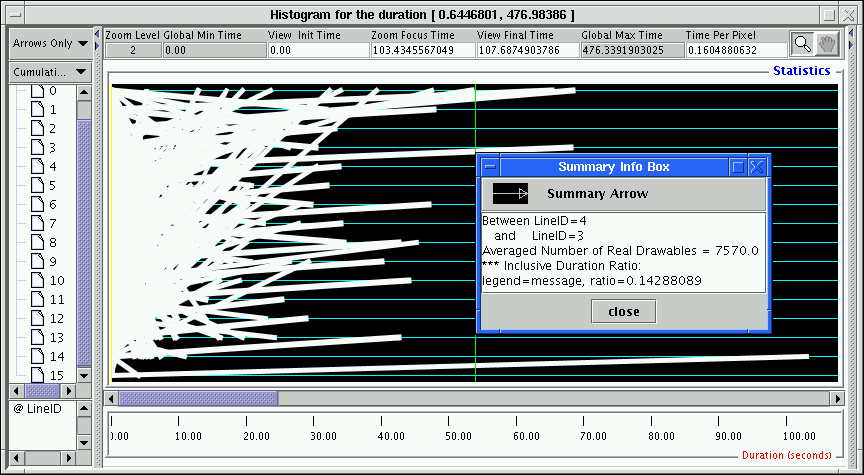 Histogram for the duration [ 0.6446801, 476.98386 ]
Arrows Only
Zoom Level Global Min Time View Init Time Zoom Focus Time View Final Time Global Max Time Time Per Pixel
2 0.00 0.00 103.4345567049 107.6874903786 476.3391903025 0.1604880632
Cumulati...
Statistics
0
1
2
3
4
5
6
7
8
9
10
11
12
13
14
15
Summary Info Box
Summary Arrow
Between LineID=4
and LineID=3
Averaged Number of Real Drawables = 7570.0
*** Inclusive Duration Ratio:
legend=message, ratio=0.14288089
close
@ LineID
).00 10.00 20.00 30.00 40.00 50.00 60.00 70.00 80.00 90.00 100.00
Duration (seconds)